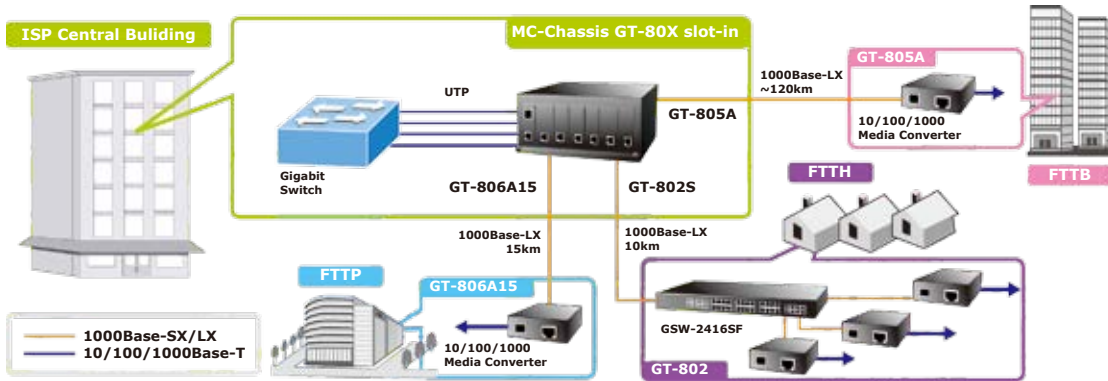 ISP Central Buliding
MC-Chassis GT-80X slot-in
UTP
Gigabit
Switch
GT-805A
GT-806A15
GT-802S
1000Base-LX
~120km
GT-805A
10/100/1000
Media Converter
FTTB
FTTH
1000Base-LX
15km
1000Base-LX
10km
FTTP
GT-806A15
10/100/1000
Media Converter
GSW-2416SF
GT-802
1000Base-SX/LX
10/100/1000Base-T